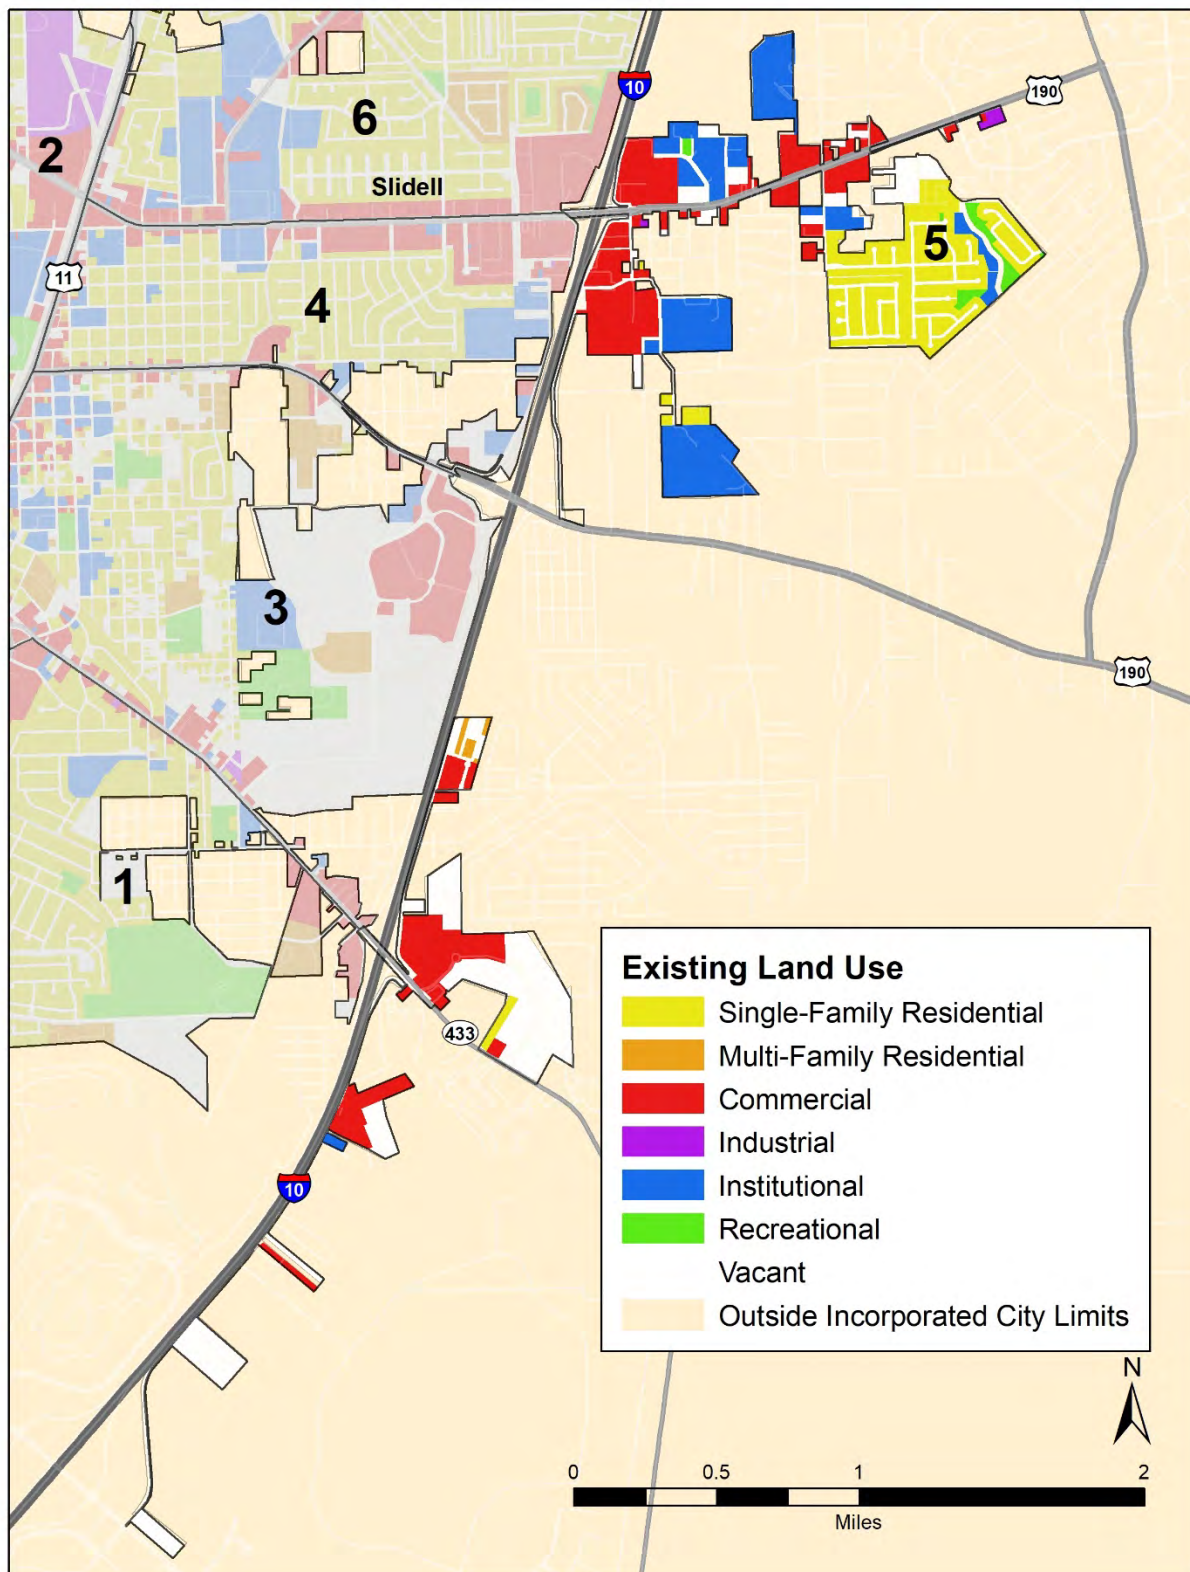 10
190
6
2
Slidell
5
11
4
3
190
1
433
10
Existing Land Use
Single-Family Residential
Multi-Family Residential
Commercial
Industrial
Institutional
Recreational
Vacant
Outside Incorporated City Limits
N
0 0.5 1 2
Miles